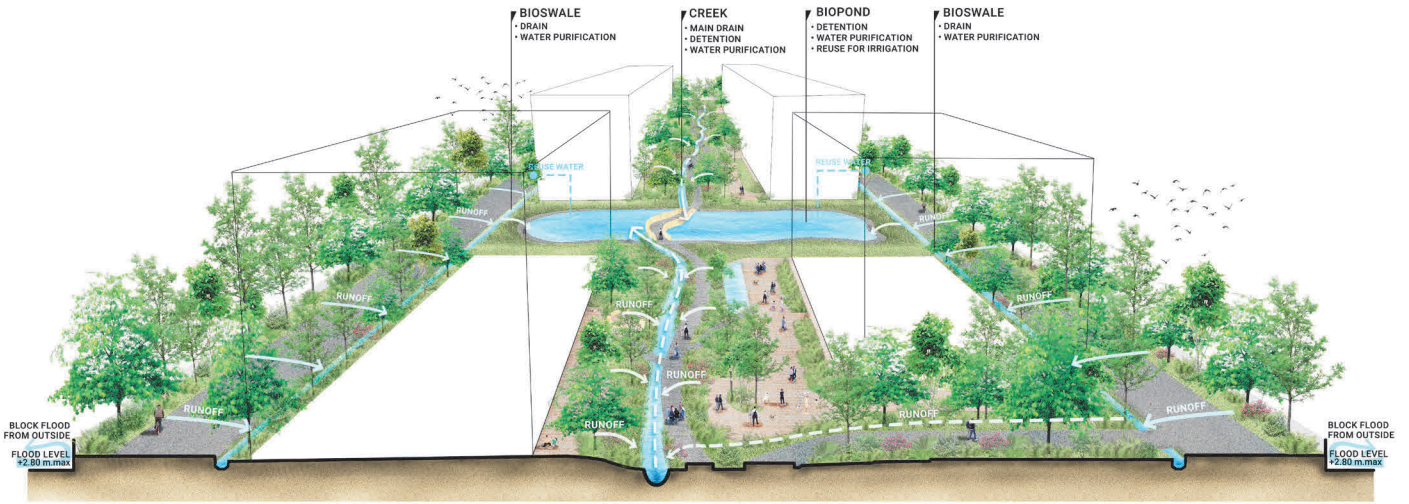 BIOSWALE
• DRAIN
• WATER PURIFICATION
CREEK
• MAIN DRAIN
• DETENTION
• WATER PURIFICATION
BIOPOND
• DETENTION
• WATER PURIFICATION
• REUSE FOR IRRIGATION
BIOSWALE
• DRAIN
• WATER PURIFICATION
REUSE WATER
REUSE WATER
RUNOFF
RUNOFF
RUNOFF
RUNOFF
RUNOFF
RUNOFF
RUNOFF
RUNOFF
RUNOFF
RUNOFF
RUNOFF
BLOCK FLOOD
FROM OUTSIDE
FLOOD LEVEL
+2.80 m.max
BLOCK FLOOD
FROM OUTSIDE
FLOOD LEVEL
+2.80 m.max